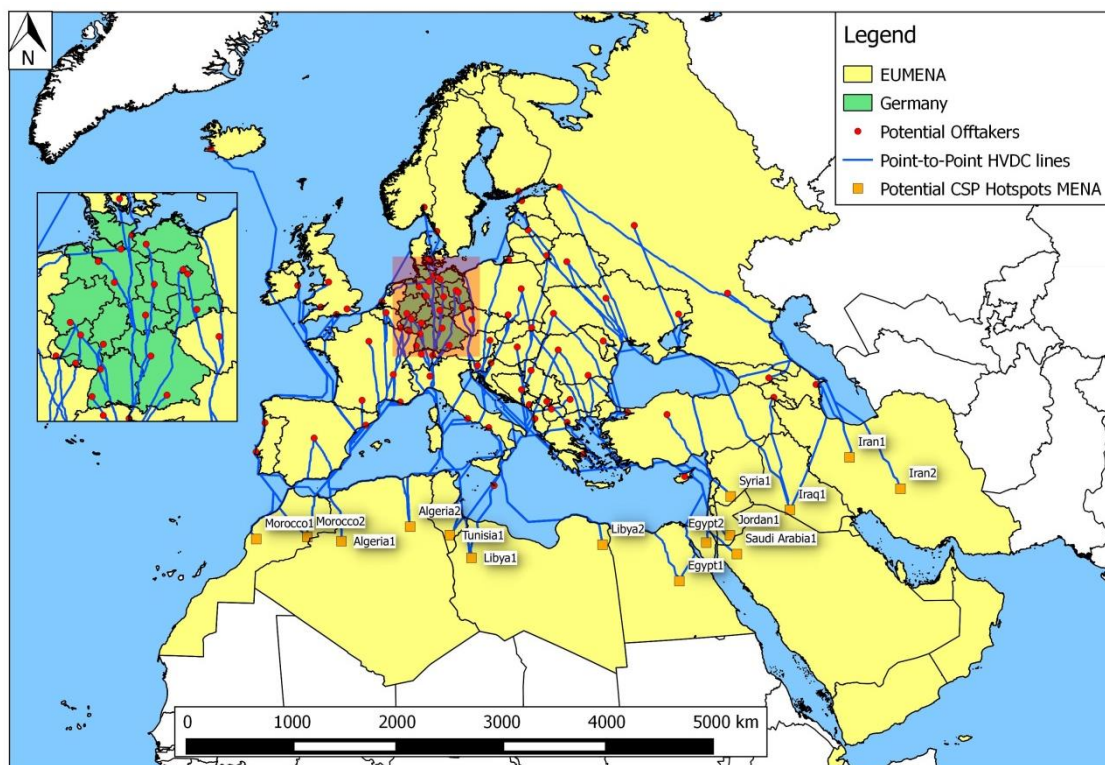 N
Legend
EUMENA
Germany
Potential Offtakers
Point-to-Point HVDC lines
Potential CSP Hotspots MENA
Iran1
Iran2
Syria1
Iraq1
Morocco1
Morocco2
Algeria1
Algeria2
Tunisia1
Libya1
Libya2
Egypt2
Jordan1
Saudi Arabia1
Egypt1
0 1000 2000 3000 4000 5000 km